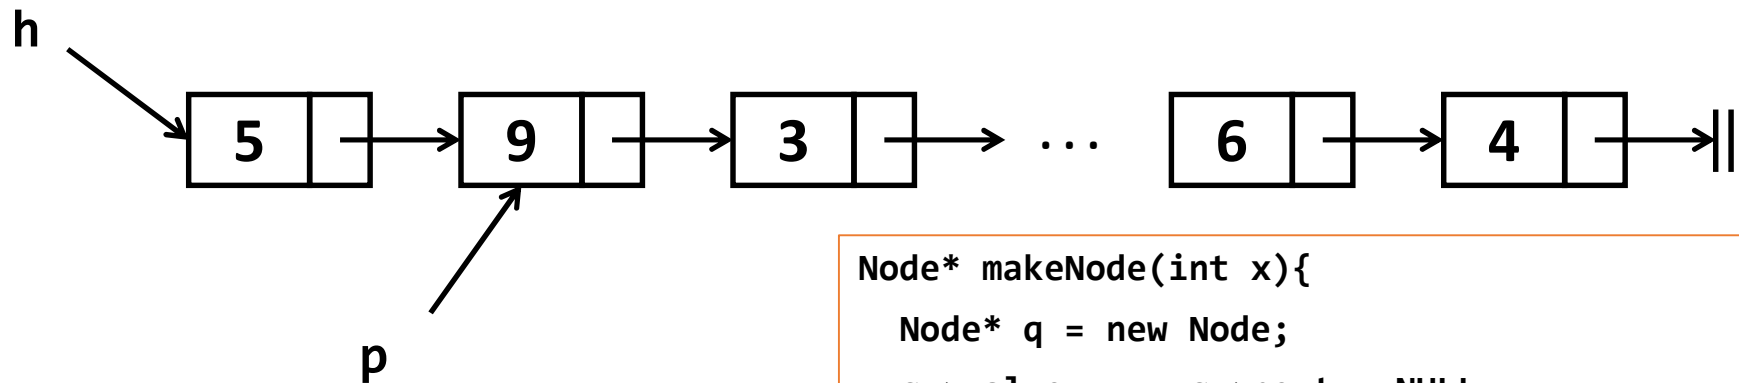 h
5 9 3 ... 6 4
p
Node* makeNode(int x){
Node* q = new Node;